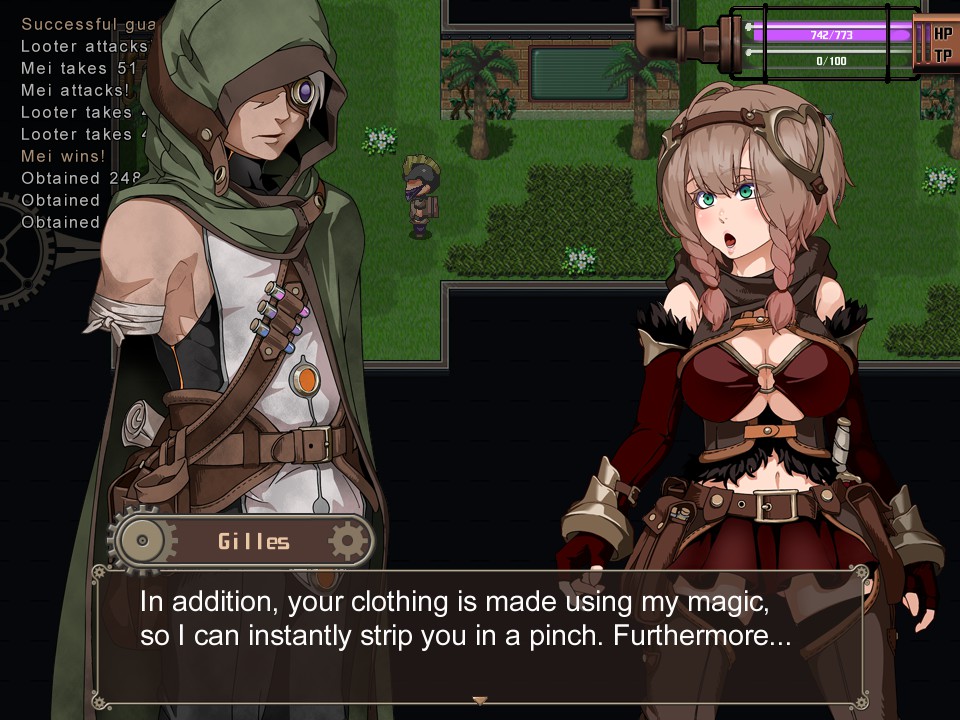 Successful gua
Looter attacks
Mei takes 51
Mei attacks!
Looter takes
Looter takes
Mei wins!
Obtained 248
Obtained
Obtained
742/773
HP
0/100
TP
Gilles
In addition, your clothing is made using my magic,
so I can instantly strip you in a pinch. Furthermore...